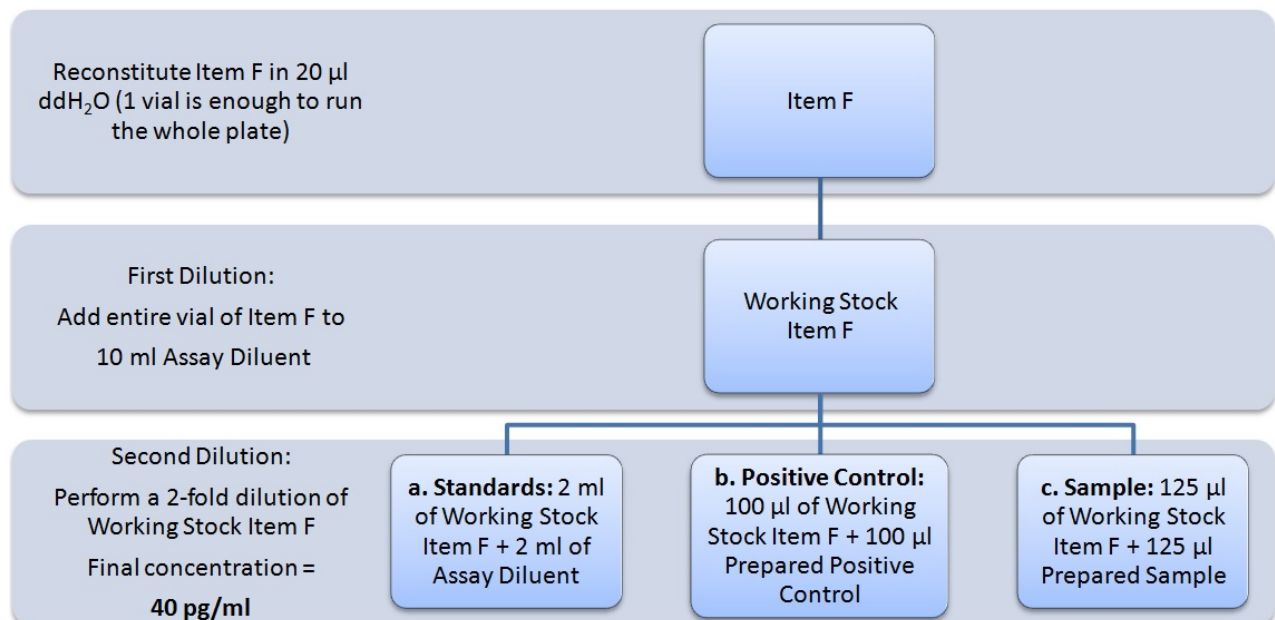 Reconstitute Item F in 20 µl
ddH₂O (1 vial is enough to run
the whole plate)
Item F
First Dilution:
Add entire vial of Item F to
10 ml Assay Diluent
Working Stock
Item F
Second Dilution:
Perform a 2-fold dilution of
Working Stock Item F
Final concentration =
40 pg/ml
a. Standards: 2 ml
of Working Stock
Item F + 2 ml of
Assay Diluent
b. Positive Control:
100 µl of Working
Stock Item F + 100 µl
Prepared Positive
Control
c. Sample: 125 µl
of Working Stock
Item F + 125 µl
Prepared Sample